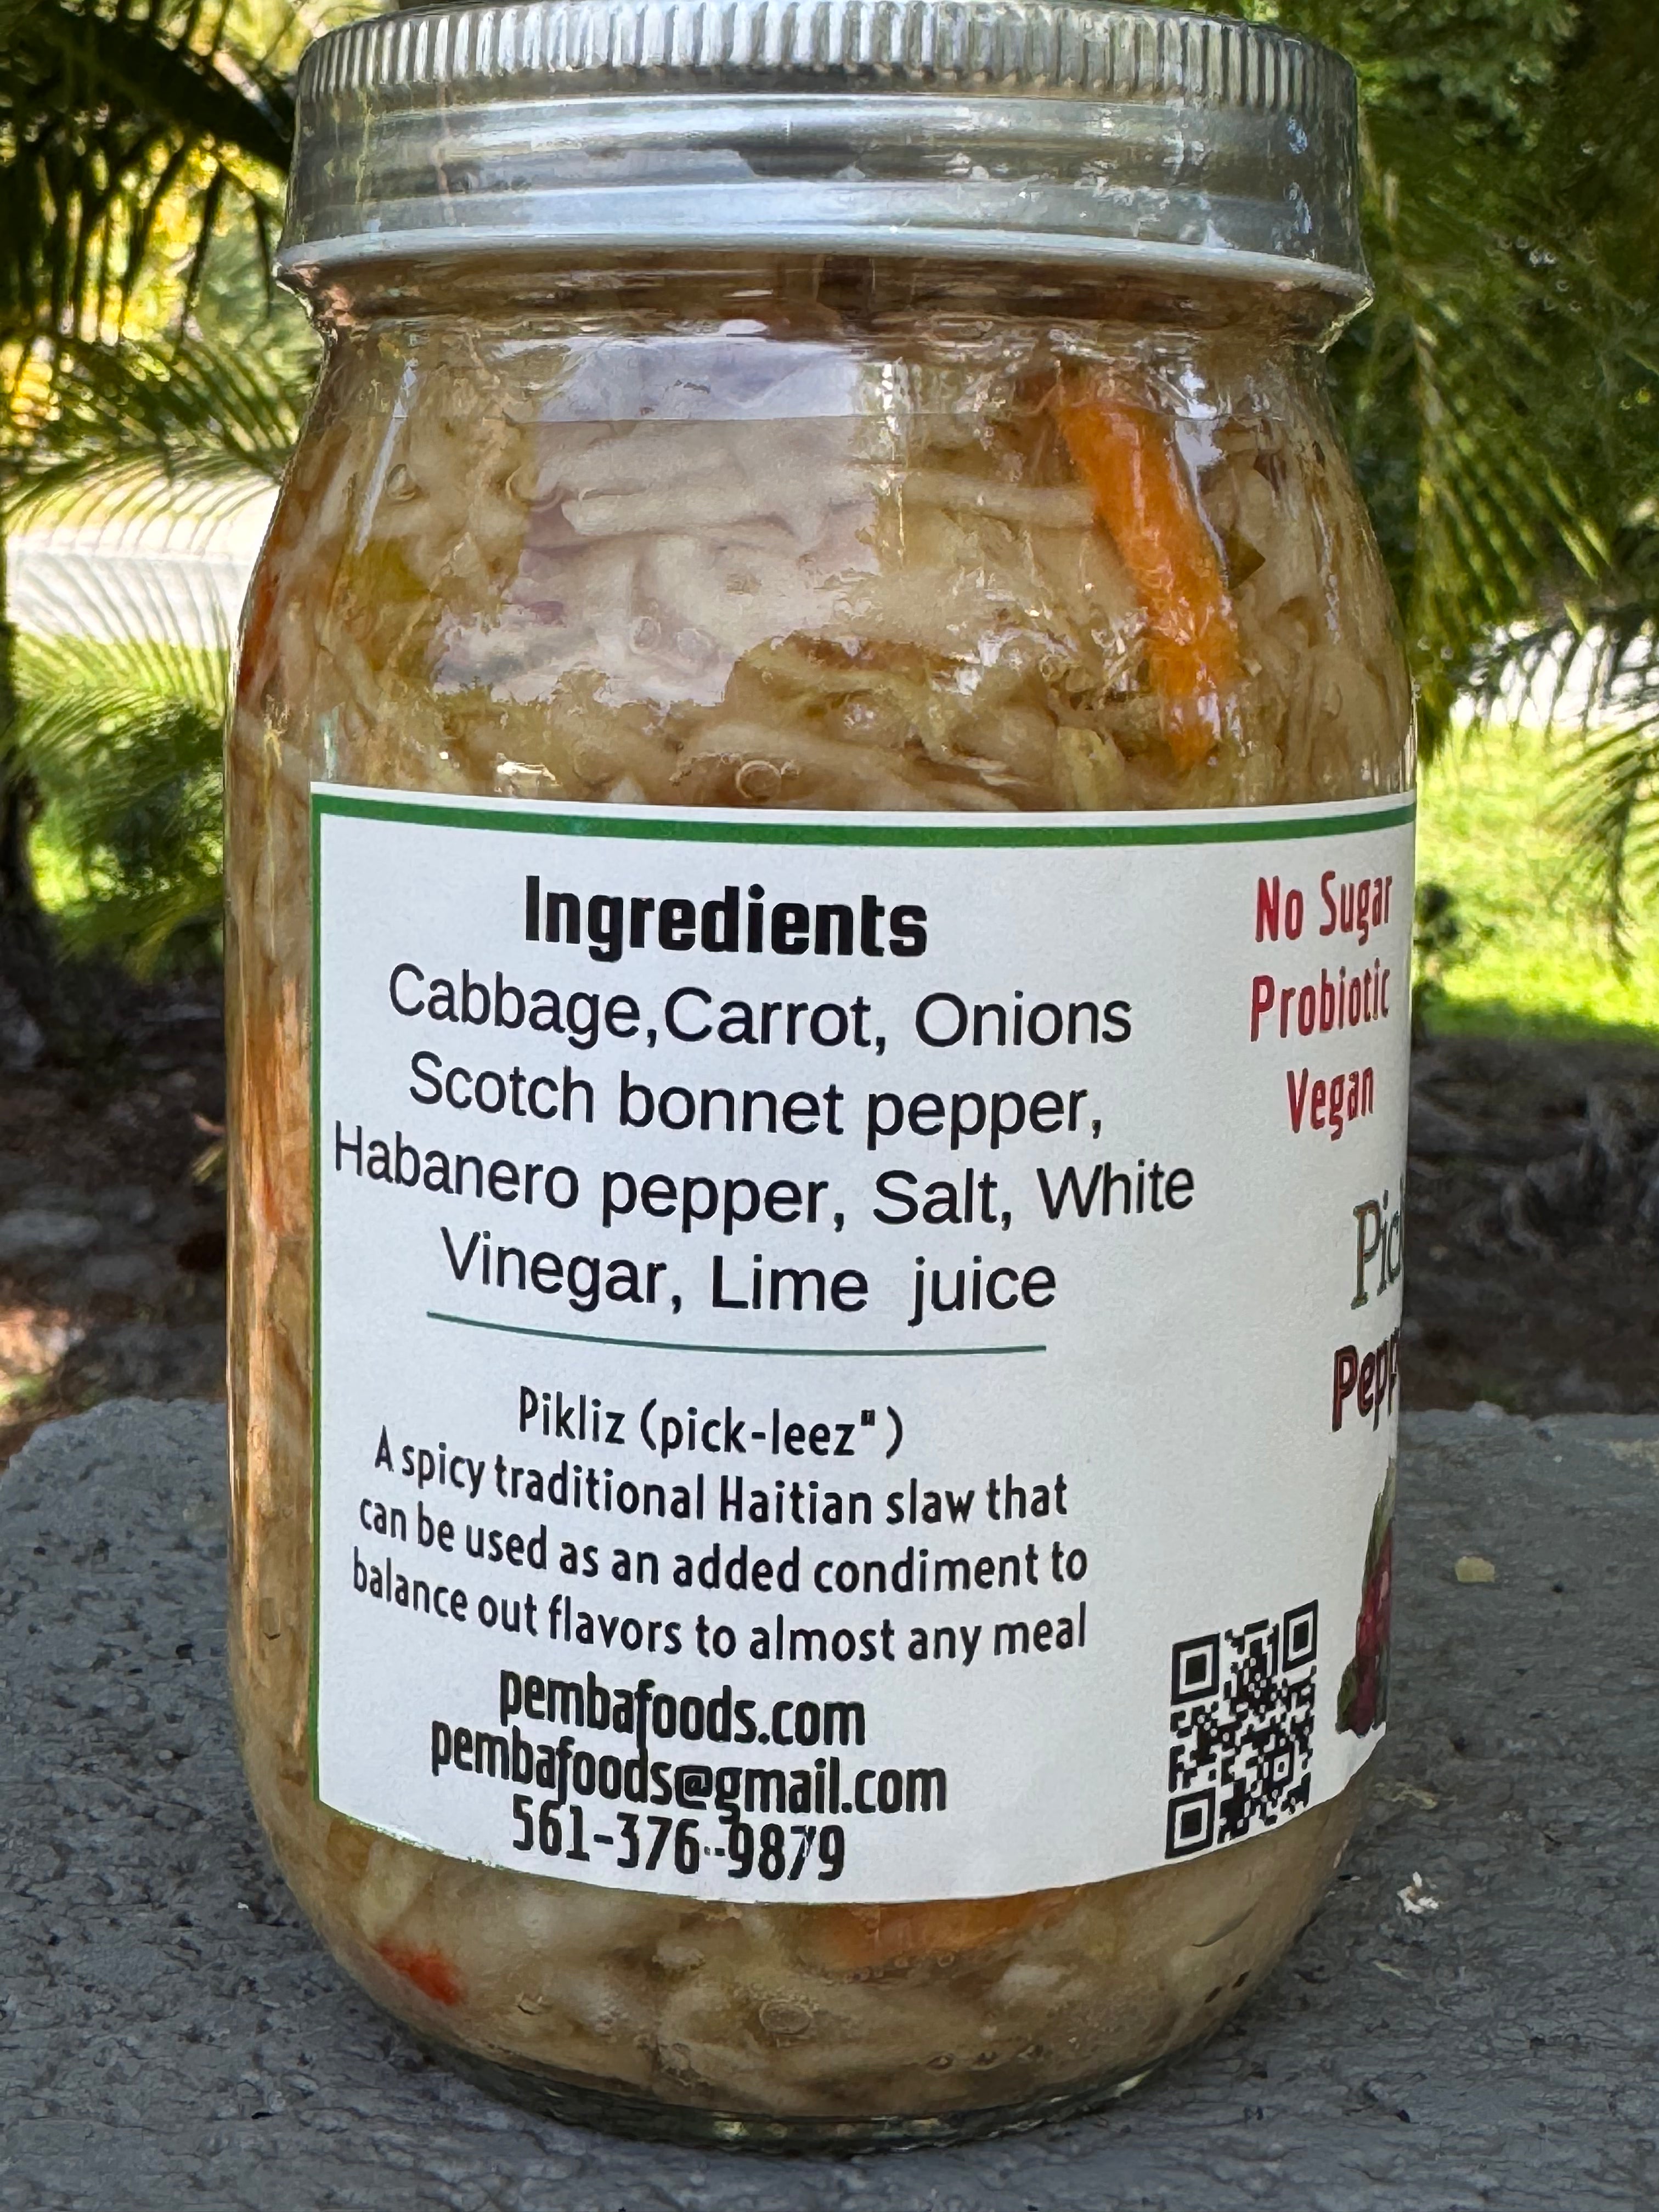 Ingredients
Cabbage,Carrot, Onions
Scotch bonnet pepper,
Habanero pepper, Salt, White
Vinegar, Lime juice
Pikliz (pick-leez")
A spicy traditional Haitian slaw that
can be used as an added condiment to
balance out flavors to almost any meal
pembafoods.com
pembafoods@gmail.com
561-376-9879
No Sugar
Probiotic
Vegan